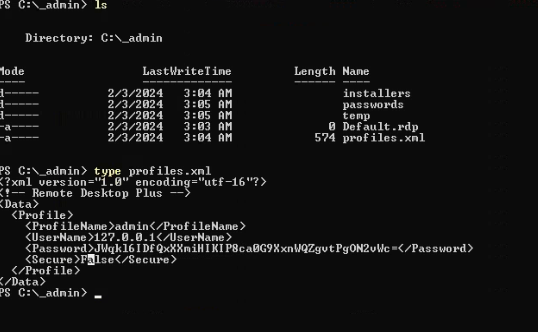 PS C:\_admin> ls
Directory: C:\_admin
Mode LastWriteTime Length Name
---- ------------- ------ ----
d----- 2/3/2024 3:04 AM installers
d----- 2/3/2024 3:05 AM passwords
d----- 2/3/2024 3:05 AM temp
-a---- 2/3/2024 3:03 AM 0 Default.rdp
-a---- 2/3/2024 3:04 AM 574 profiles.xml
PS C:\_admin> type profiles.xml
<?xml version="1.0" encoding="utf-16"?>
<!-- Remote Desktop Plus -->
<Data>
<Profile>
<ProfileName>admin</ProfileName>
<UserName>127.0.0.1</UserName>
<Password>JWqkl6IDfQxXXmiHIKIP8ca0G9XxnWQZgvtPgON2vWc=</Password>
<Secure>False</Secure>
</Profile>
</Data>
PS C:\_admin> _